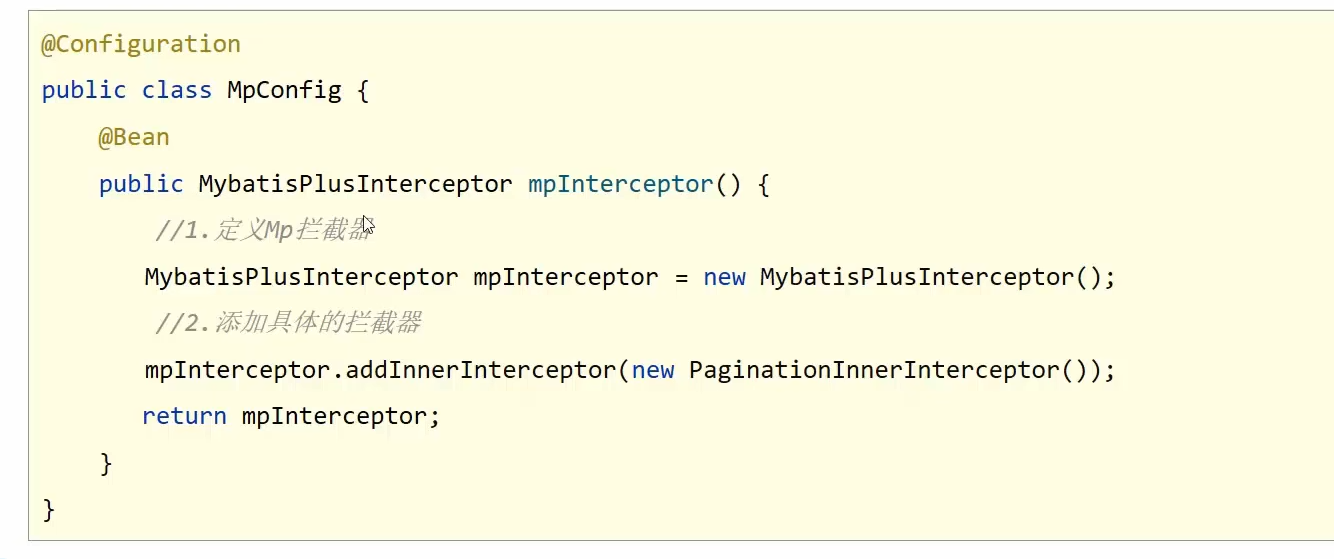 @Configuration
public class MpConfig {
@Bean
public MybatisPlusInterceptor mpInterceptor() {
//1.定义Mp拦截器
MybatisPlusInterceptor mpInterceptor = new MybatisPlusInterceptor();
//2.添加具体的拦截器
mpInterceptor.addInnerInterceptor(new PaginationInnerInterceptor());
return mpInterceptor;
}
}